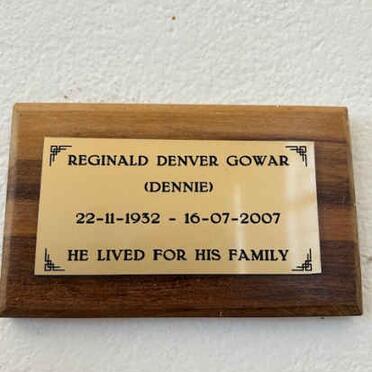 REGINALD DENVER GOWAR
(DENNIE)
22-11-1932 - 16-07-2007
HE LIVED FOR HIS FAMILY